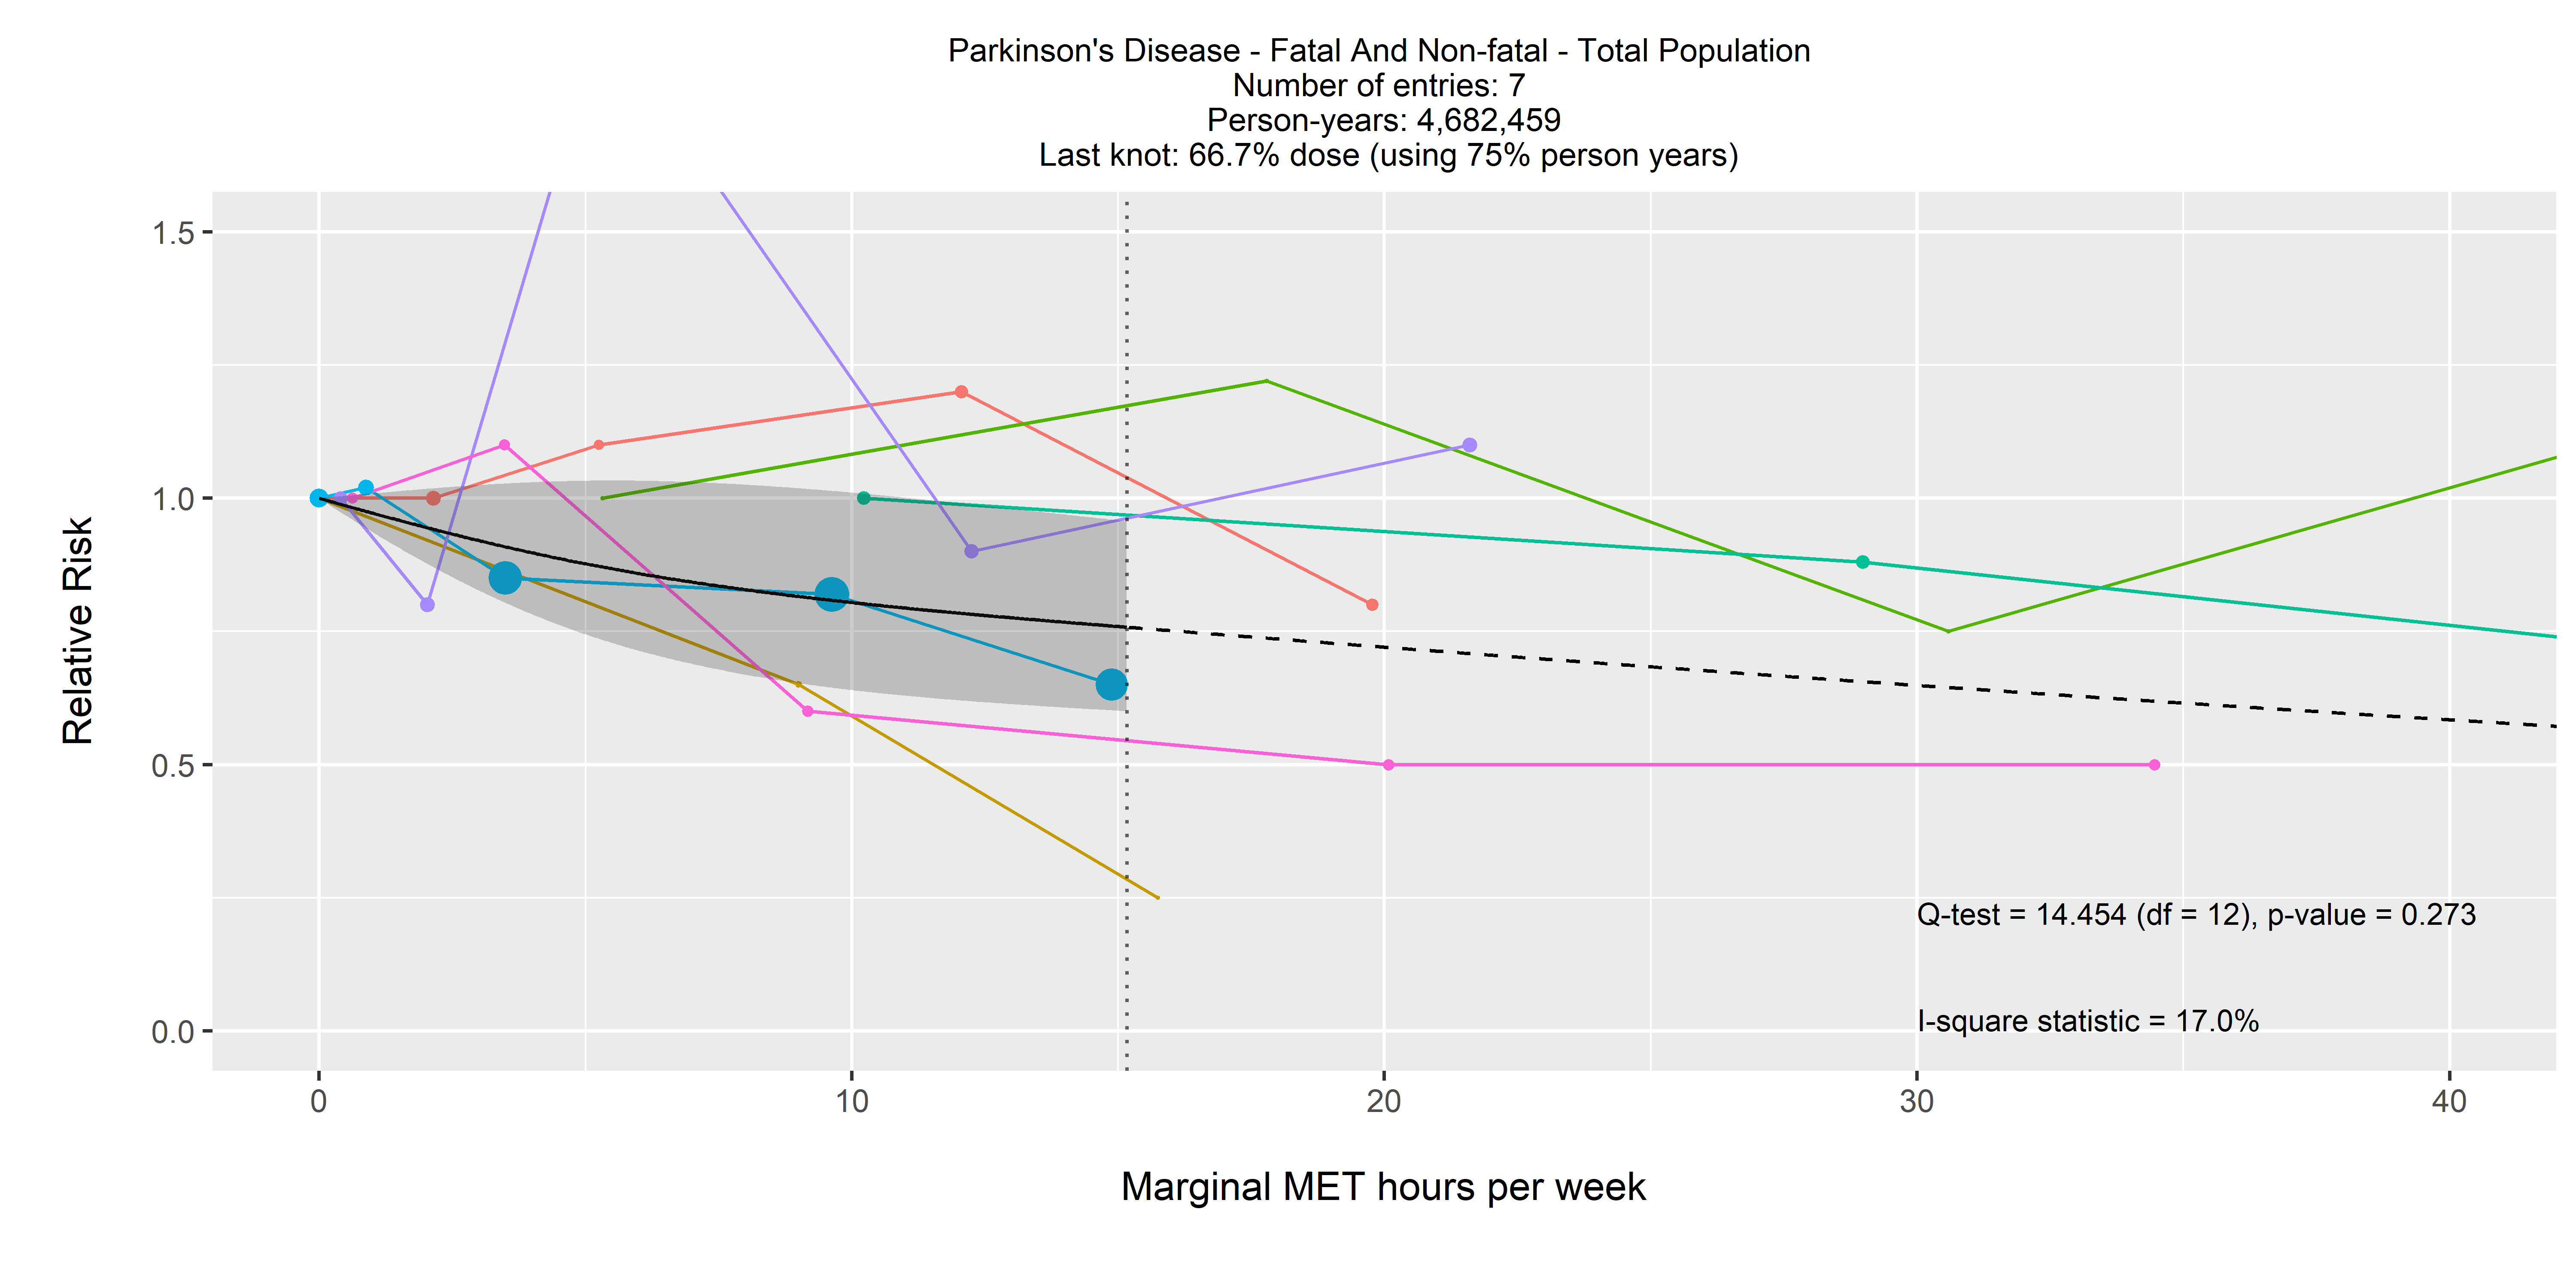 Parkinson's Disease - Fatal And Non-fatal - Total Population
Number of entries: 7
Person-years: 4,682,459
Last knot: 66.7% dose (using 75% person years)
1.5
1.0
0.5
0.0
Relative Risk
Q-test = 14.454 (df = 12), p-value = 0.273
I-square statistic = 17.0%
0 10 20 30 40
Marginal MET hours per week